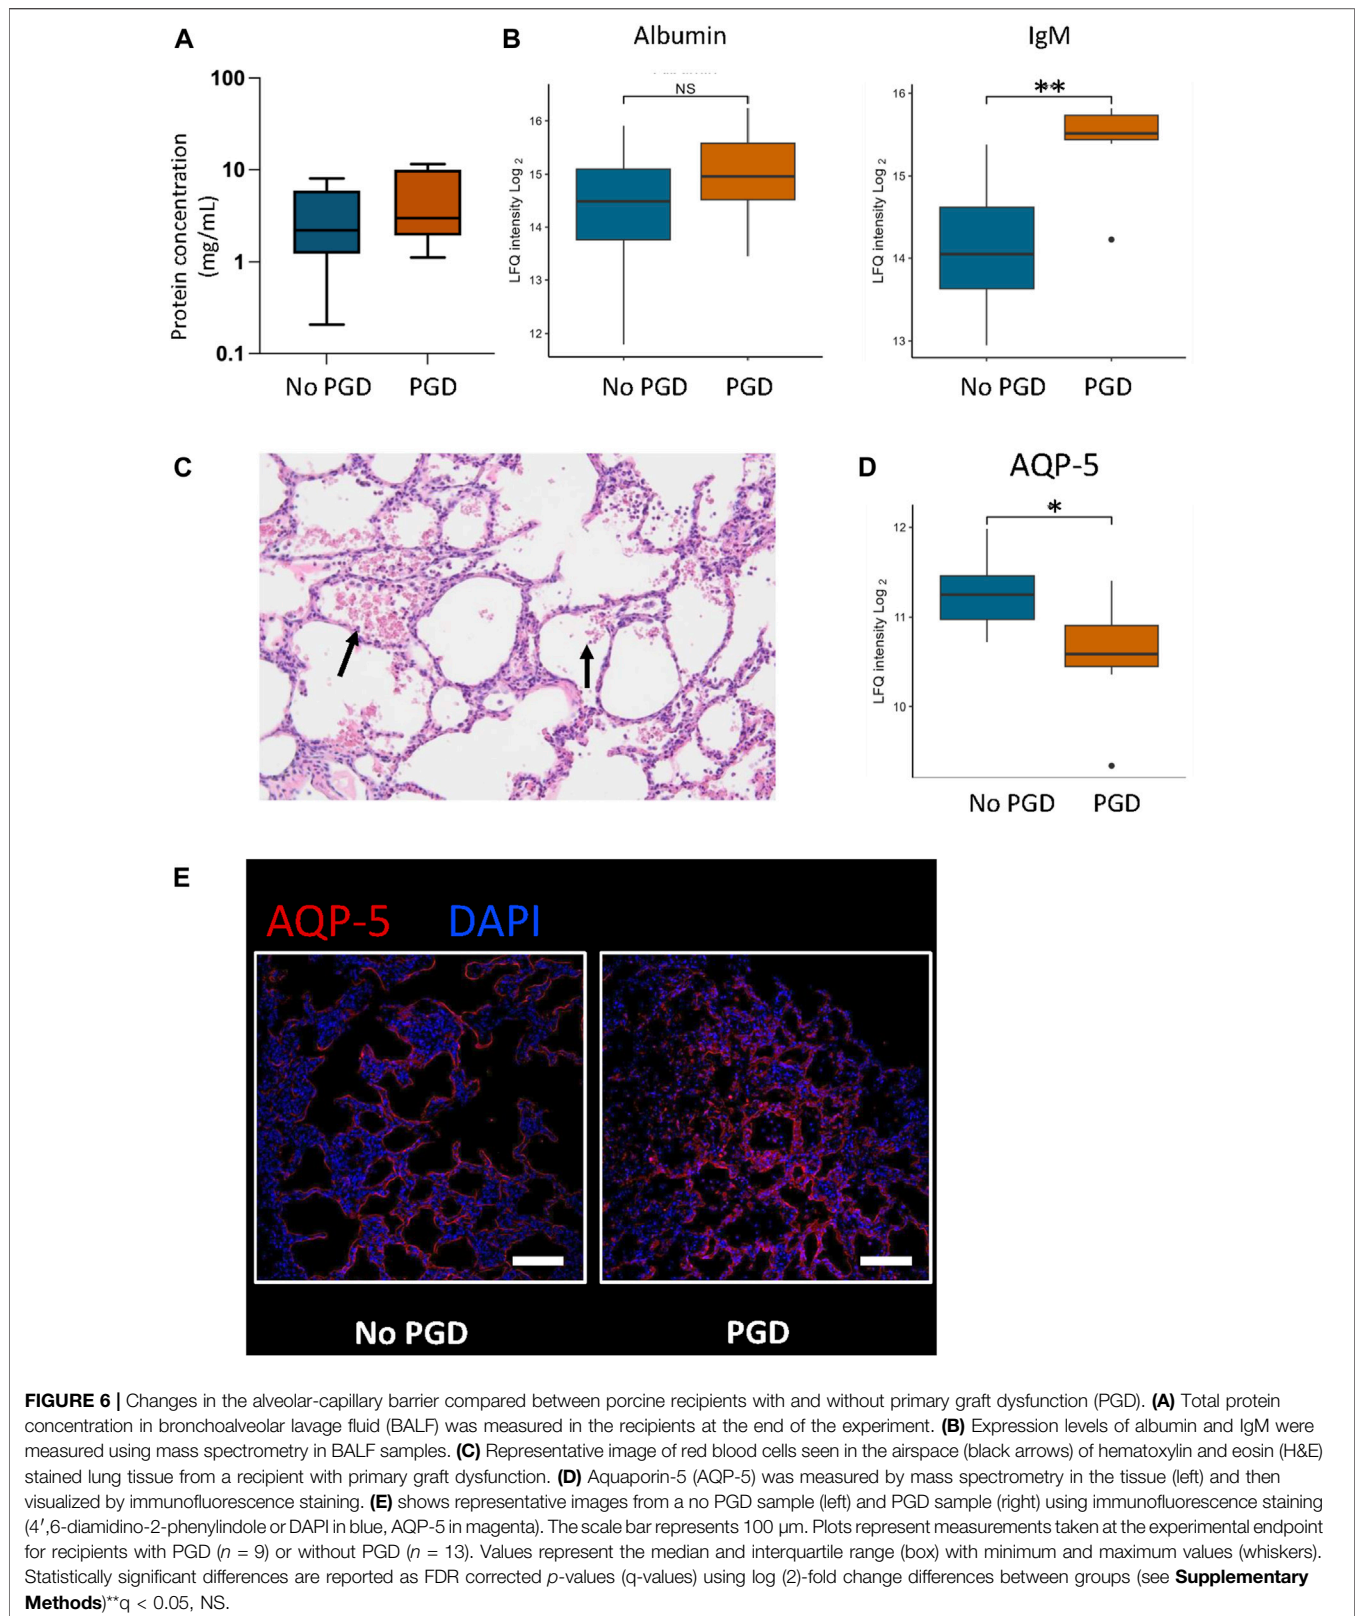 A
100
10
1
0.1
Protein concentration
(mg/mL)
No PGD
PGD
B
Albumin
NS
16
15
14
13
12
LFQ intensity Log 2
No PGD
PGD
IgM
**
16
15
14
13
LFQ intensity Log 2
No PGD
PGD
C
D
AQP-5
*
12
11
10
LFQ intensity Log 2
No PGD
PGD
E
AQP-5 DAPI
No PGD
PGD
FIGURE 6 | Changes in the alveolar-capillary barrier compared between porcine recipients with and without primary graft dysfunction (PGD). (A) Total protein
concentration in bronchoalveolar lavage fluid (BALF) was measured in the recipients at the end of the experiment. (B) Expression levels of albumin and IgM were
measured using mass spectrometry in BALF samples. (C) Representative image of red blood cells seen in the airspace (black arrows) of hematoxylin and eosin (H&E)
stained lung tissue from a recipient with primary graft dysfunction. (D) Aquaporin-5 (AQP-5) was measured by mass spectrometry in the tissue (left) and then
visualized by immunofluorescence staining. (E) shows representative images from a no PGD sample (left) and PGD sample (right) using immunofluorescence staining
(4′,6-diamidino-2-phenylindole or DAPI in blue, AQP-5 in magenta). The scale bar represents 100 μm. Plots represent measurements taken at the experimental endpoint
for recipients with PGD (n = 9) or without PGD (n = 13). Values represent the median and interquartile range (box) with minimum and maximum values (whiskers).
Statistically significant differences are reported as FDR corrected p-values (q-values) using log (2)-fold change differences between groups (see Supplementary
Methods)**q < 0.05, NS.